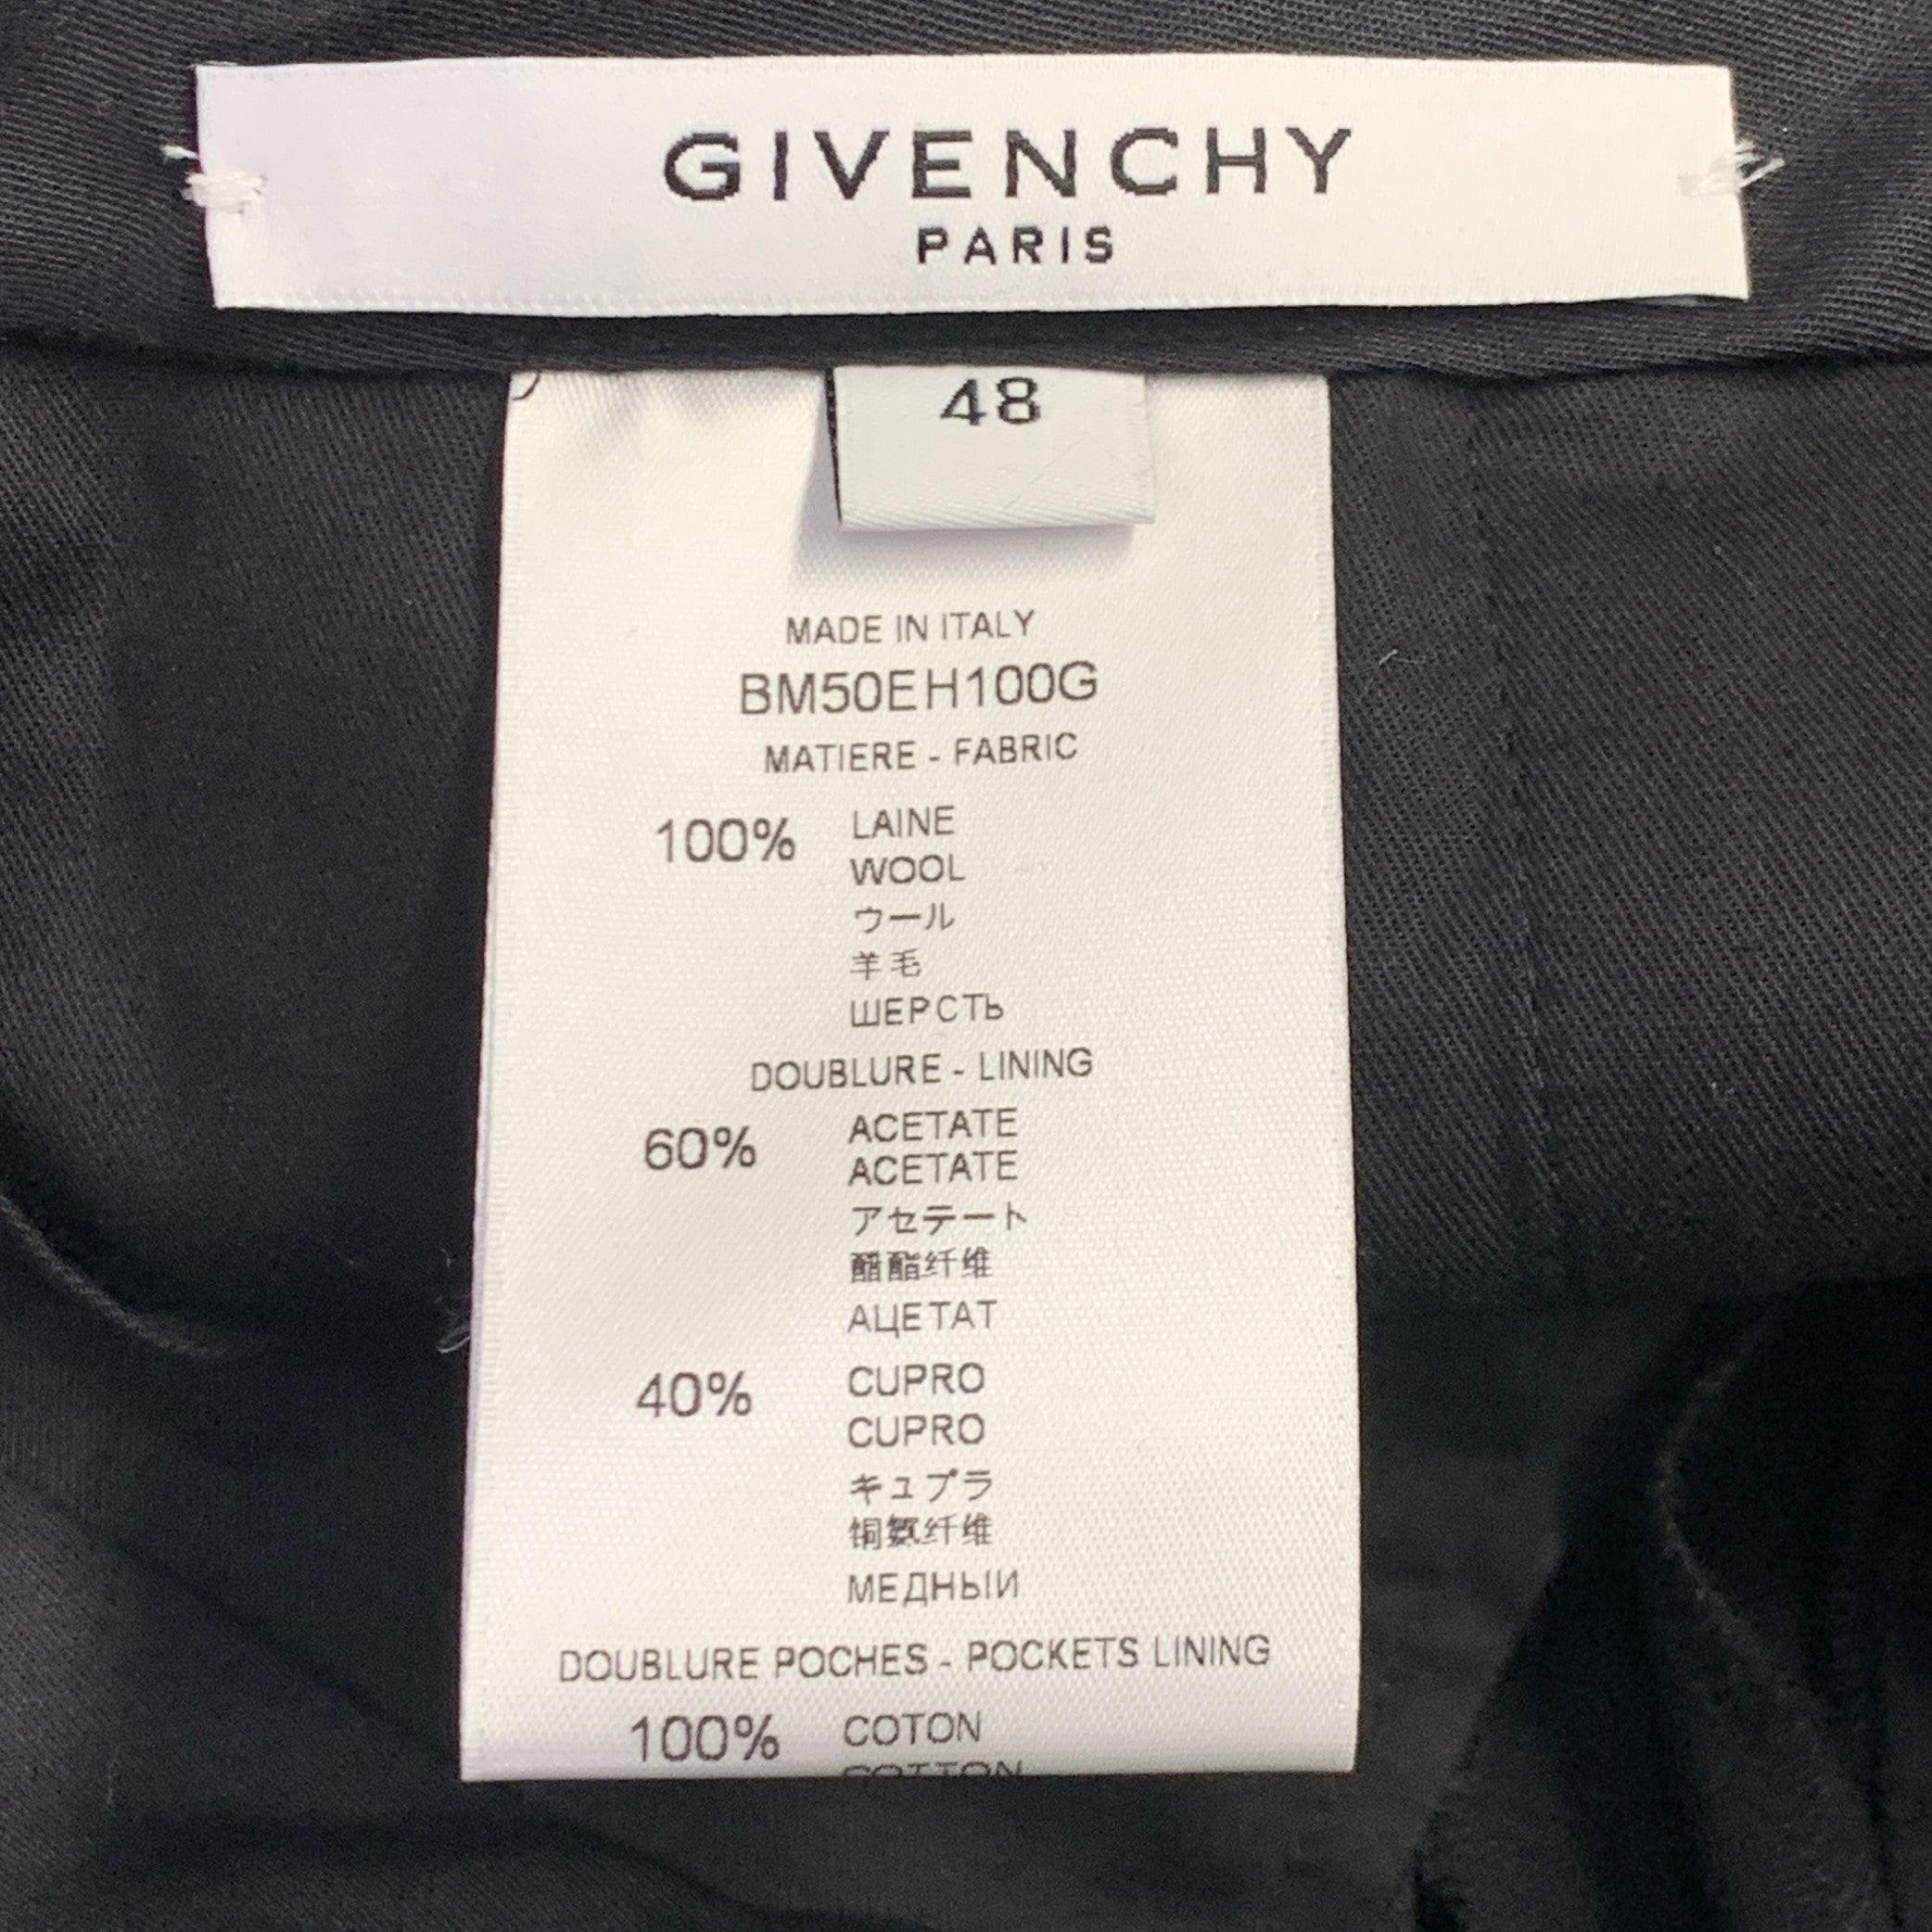 GIVENCHY
PARIS
48
MADE IN ITALY
BM50EH100G
MATIERE - FABRIC
100% LAINE
WOOL
ウール
羊毛
ШЕРСТЬ
DOUBLURE - LINING
60% ACETATE
ACETATE
アセテート
醋酯纤维
АЦЕТАТ
40% CUPRO
CUPRO
キュプラ
铜氨纤维
МЕДНЫЙ
DOUBLURE POCHES - POCKETS LINING
100% COTON
COTTON